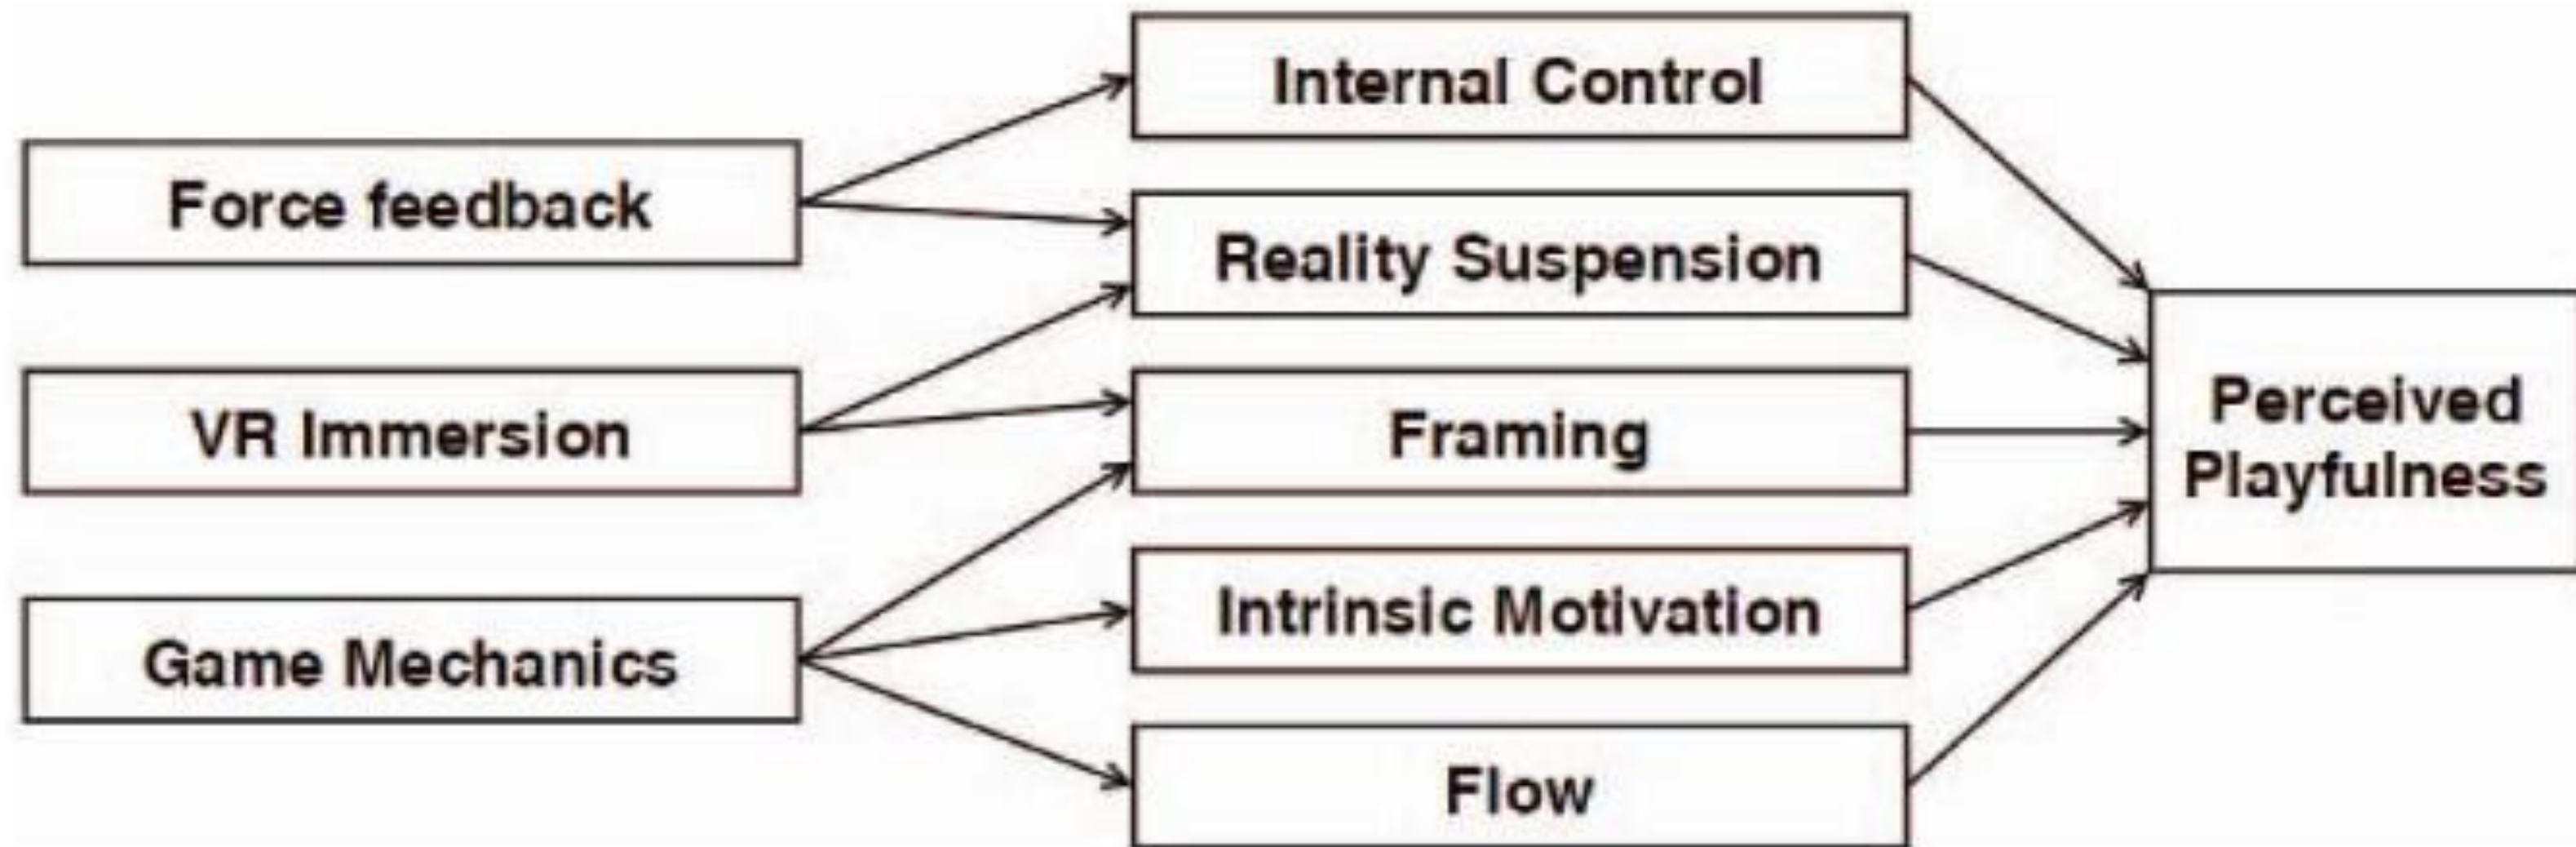 Force feedback
VR Immersion
Game Mechanics
Internal Control
Reality Suspension
Framing
Intrinsic Motivation
Flow
Perceived
Playfulness